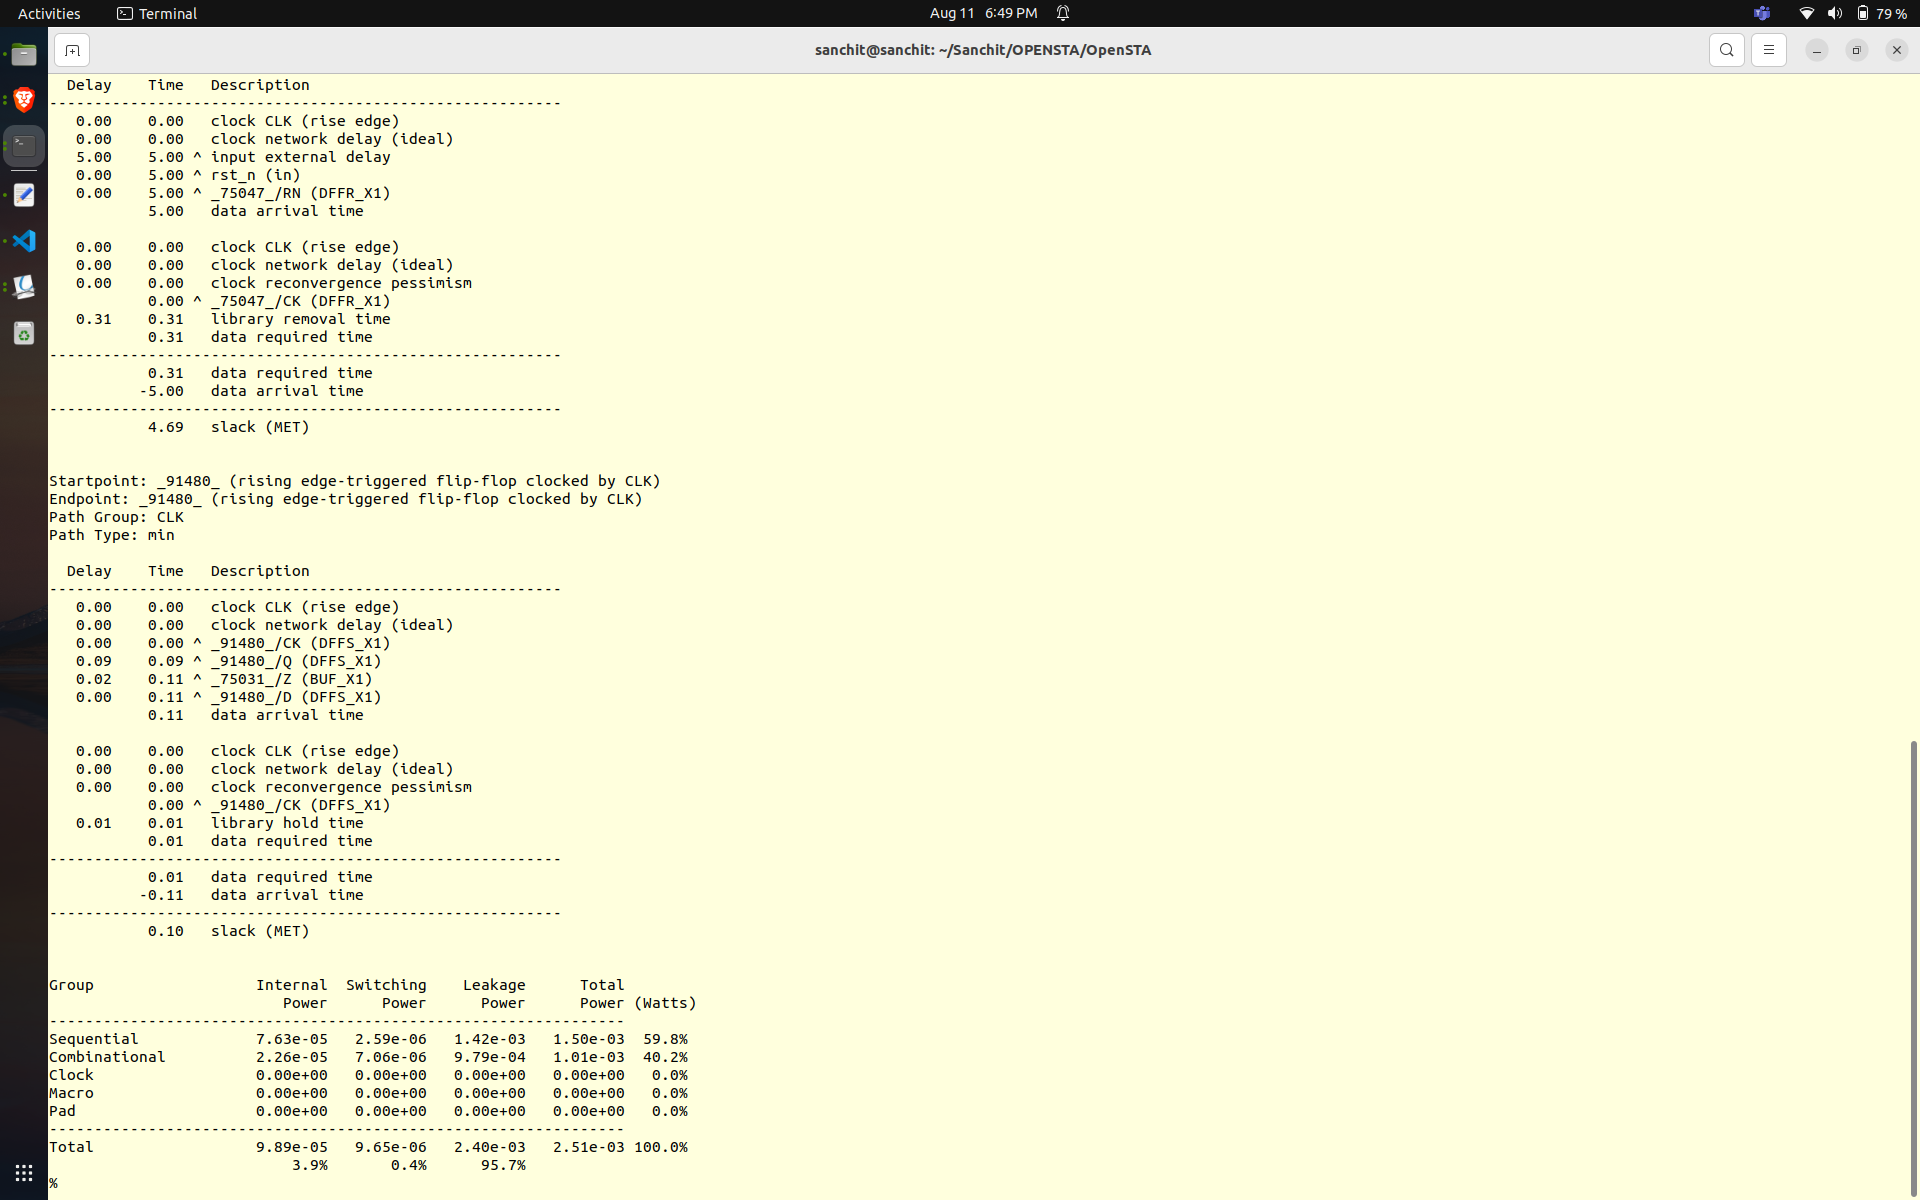 Activities Terminal Aug 11 6:49 PM 79 %
sanchit@sanchit: ~/Sanchit/OPENSTA/OpenSTA
  Delay    Time   Description
---------------------------------------------------------
   0.00    0.00   clock CLK (rise edge)
   0.00    0.00   clock network delay (ideal)
   5.00    5.00 ^ input external delay
   0.00    5.00 ^ rst_n (in)
   0.00    5.00 ^ _75047_/RN (DFFR_X1)
           5.00   data arrival time

   0.00    0.00   clock CLK (rise edge)
   0.00    0.00   clock network delay (ideal)
   0.00    0.00   clock reconvergence pessimism
           0.00 ^ _75047_/CK (DFFR_X1)
   0.31    0.31   library removal time
           0.31   data required time
---------------------------------------------------------
           0.31   data required time
          -5.00   data arrival time
---------------------------------------------------------
           4.69   slack (MET)


Startpoint: _91480_ (rising edge-triggered flip-flop clocked by CLK)
Endpoint: _91480_ (rising edge-triggered flip-flop clocked by CLK)
Path Group: CLK
Path Type: min

  Delay    Time   Description
---------------------------------------------------------
   0.00    0.00   clock CLK (rise edge)
   0.00    0.00   clock network delay (ideal)
   0.00    0.00 ^ _91480_/CK (DFFS_X1)
   0.09    0.09 ^ _91480_/Q (DFFS_X1)
   0.02    0.11 ^ _75031_/Z (BUF_X1)
   0.00    0.11 ^ _91480_/D (DFFS_X1)
           0.11   data arrival time

   0.00    0.00   clock CLK (rise edge)
   0.00    0.00   clock network delay (ideal)
   0.00    0.00   clock reconvergence pessimism
           0.00 ^ _91480_/CK (DFFS_X1)
   0.01    0.01   library hold time
           0.01   data required time
---------------------------------------------------------
           0.01   data required time
          -0.11   data arrival time
---------------------------------------------------------
           0.10   slack (MET)


Group                  Internal  Switching    Leakage      Total
                          Power      Power      Power      Power (Watts)
----------------------------------------------------------------
Sequential             7.63e-05   2.59e-06   1.42e-03   1.50e-03  59.8%
Combinational          2.26e-05   7.06e-06   9.79e-04   1.01e-03  40.2%
Clock                  0.00e+00   0.00e+00   0.00e+00   0.00e+00   0.0%
Macro                  0.00e+00   0.00e+00   0.00e+00   0.00e+00   0.0%
Pad                    0.00e+00   0.00e+00   0.00e+00   0.00e+00   0.0%
----------------------------------------------------------------
Total                  9.89e-05   9.65e-06   2.40e-03   2.51e-03 100.0%
                           3.9%       0.4%      95.7%
%